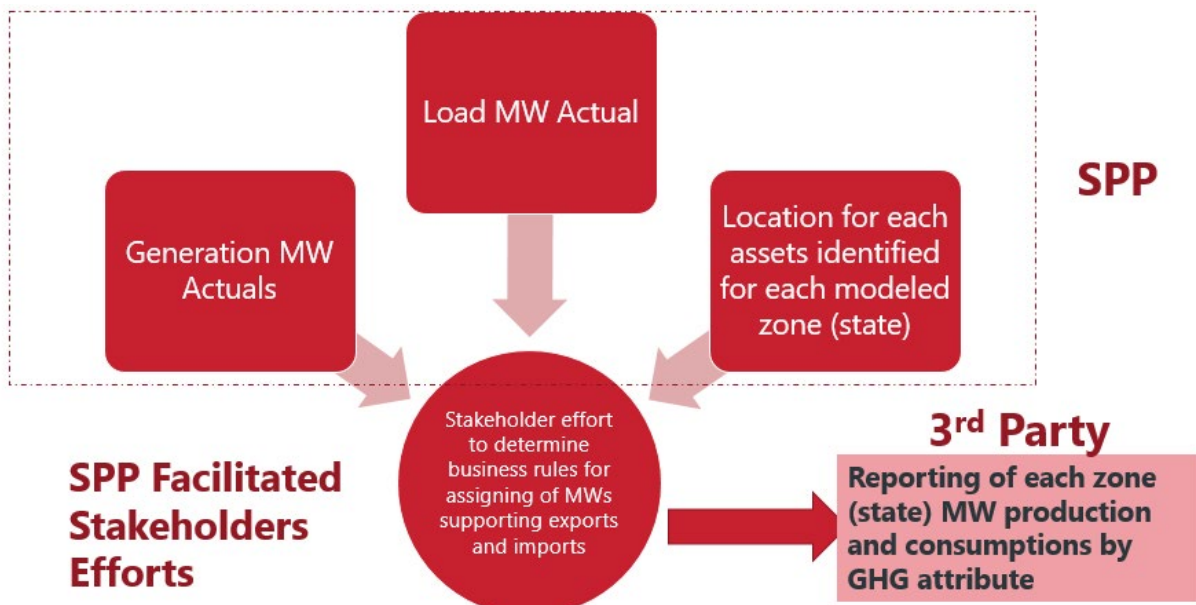 Load MW Actual
Generation MW
Actuals
Location for each
assets identified
for each modeled
zone (state)
SPP
Stakeholder effort
to determine
business rules for
assigning of MWs
supporting exports
and imports
SPP Facilitated
Stakeholders
Efforts
3rd Party
Reporting of each zone
(state) MW production
and consumptions by
GHG attribute